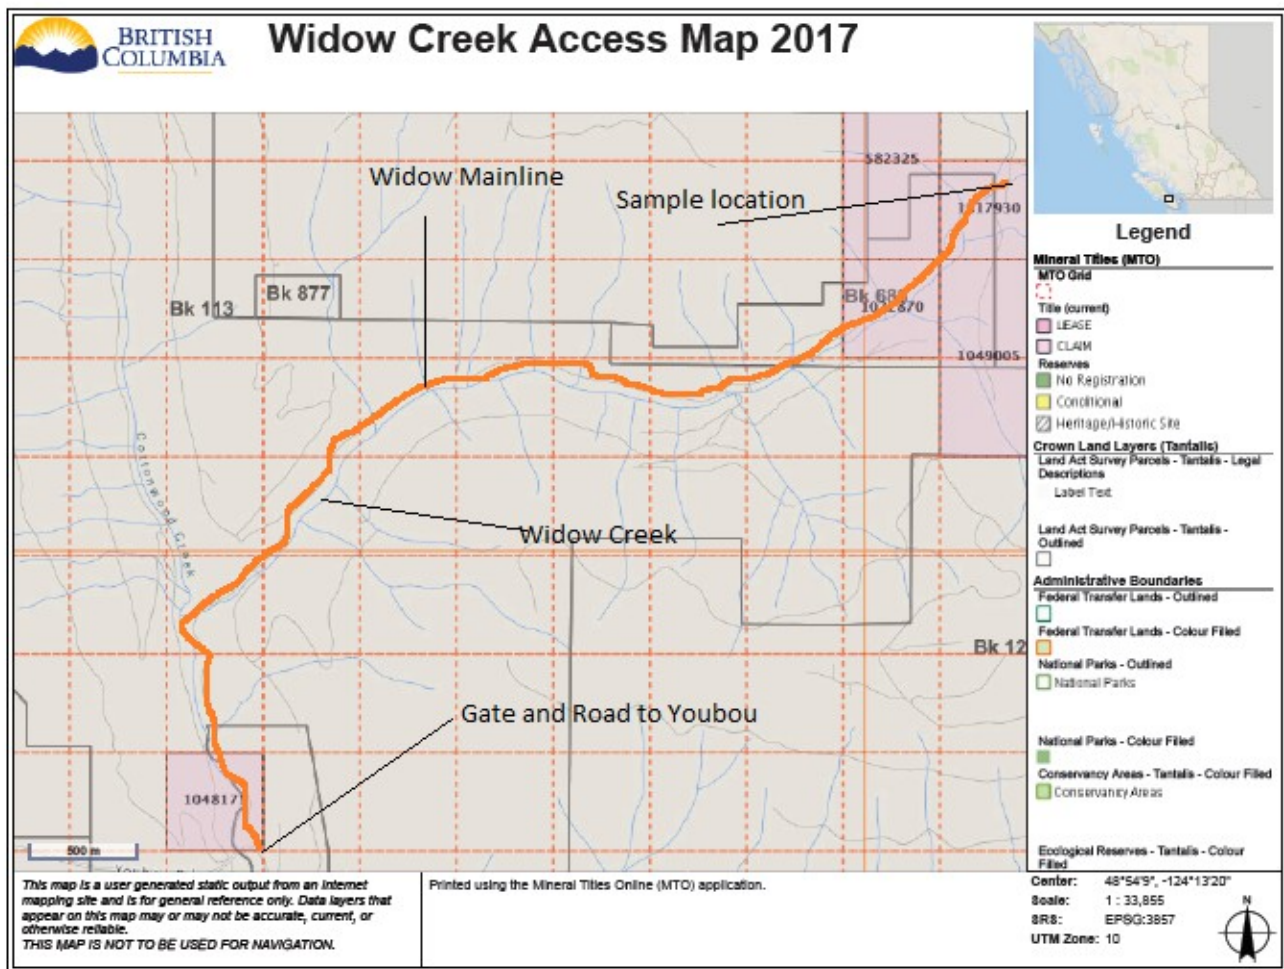 BRITISH
COLUMBIA
Widow Creek Access Map 2017
Widow Mainline
Sample location
582325
Bk 877
Bk 113
1049005
Cottonwood Creek
Widow Creek
Bk 12
Gate and Road to Youbou
104817
500 m
Legend
Mineral Titles (MTO)
MTO Grid
Title (current)
LEASE
CLAIM
Reserves
No Registration
Conditional
Heritage/Historic Site
Crown Land Layers (Tantalis)
Land Act Survey Parcels - Tantalis - Legal
Descriptions
Label Text
Land Act Survey Parcels - Tantalis -
Outlined
Administrative Boundaries
Federal Transfer Lands - Outlined
Federal Transfer Lands - Colour Filled
National Parks - Outlined
National Parks
National Parks - Colour Filled
Conservancy Areas - Tantalis - Colour Filled
Conservancy Areas
Ecological Reserves - Tantalis - Colour
Filled
This map is a user generated static output from an Internet
mapping site and is for general reference only. Data layers that
appear on this map may or may not be accurate, current, or
otherwise reliable.
THIS MAP IS NOT TO BE USED FOR NAVIGATION.
Printed using the Mineral Titles Online (MTO) application.
Center: 48°54'9", -124°13'20"
Scale: 1 : 33,855
SRS: EPSG:3857
UTM Zone: 10
N